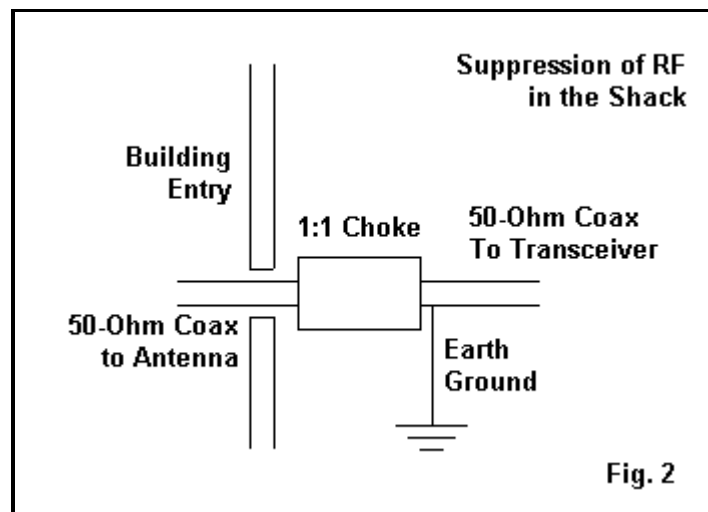 Suppression of RF
in the Shack
Building
Entry
1:1 Choke
50-Ohm Coax
To Transceiver
50-Ohm Coax
to Antenna
Earth
Ground
Fig. 2